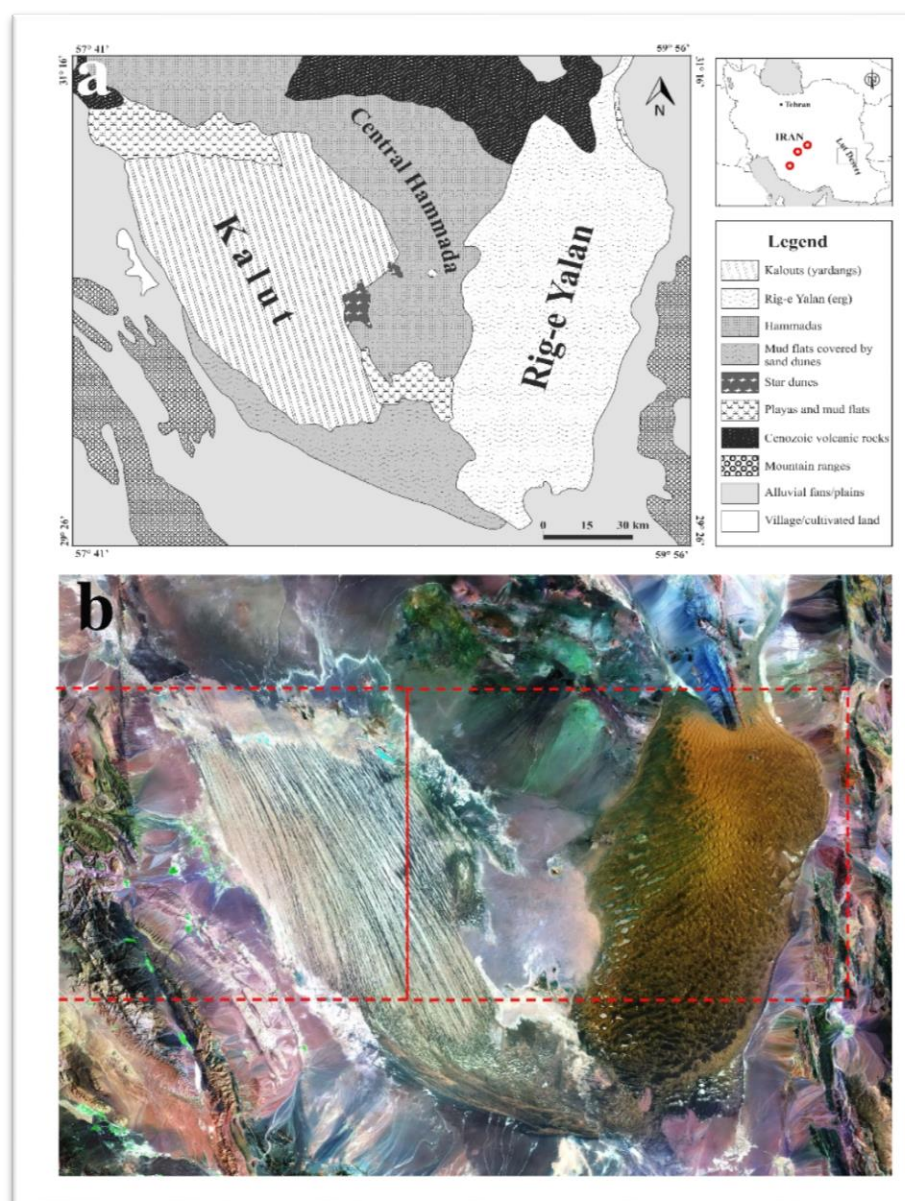 57° 41'
59° 56'
31° 16'
31° 16'
a
N
Central Hammada
Kalut
Rig-e Yalan
0 15 30 km
29° 26'
29° 26'
57° 41'
59° 56'
Tehran
IRAN
Lut Desert
Legend
Kalouts (yardangs)
Rig-e Yalan (erg)
Hammadas
Mud flats covered by
sand dunes
Star dunes
Playas and mud flats
Cenozoic volcanic rocks
Mountain ranges
Alluvial fans/plains
Village/cultivated land
b